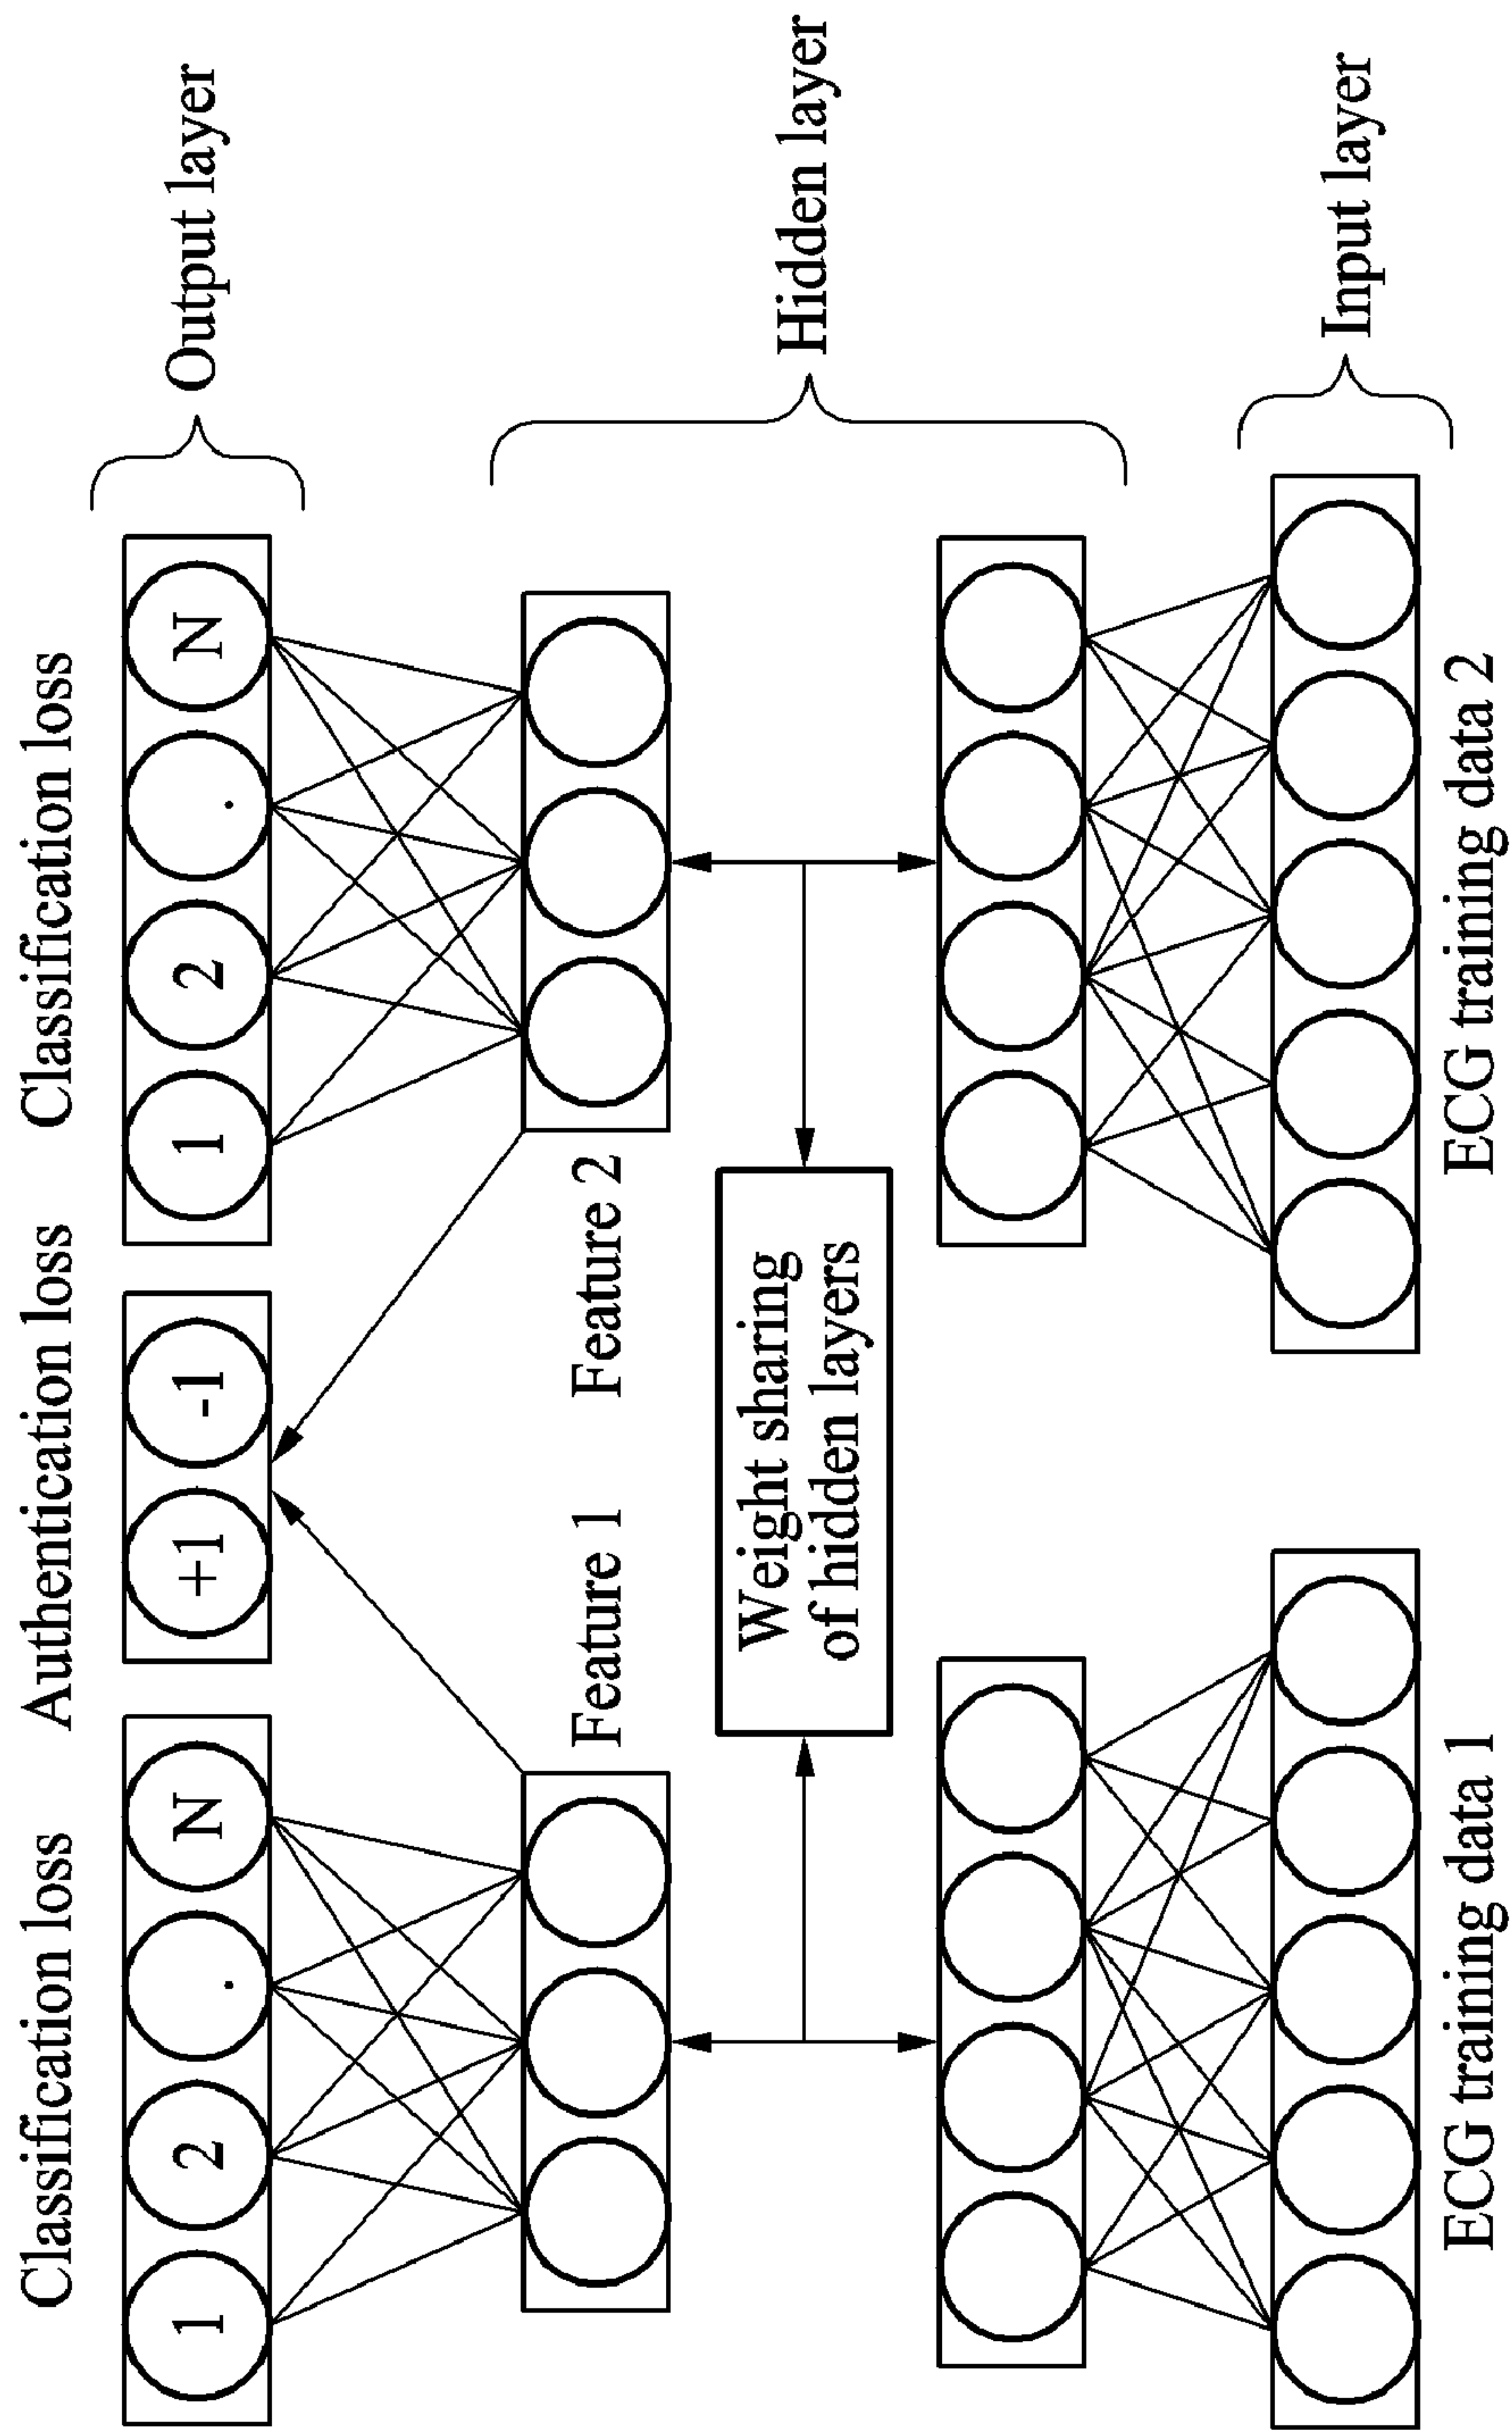 Classification loss
Authentication loss
Classification loss
1 2 . N
+1 -1
1 2 . N
Output layer
Feature 1
Feature 2
Weight sharing
of hidden layers
Hidden layer
Input layer
ECG training data 1
ECG training data 2